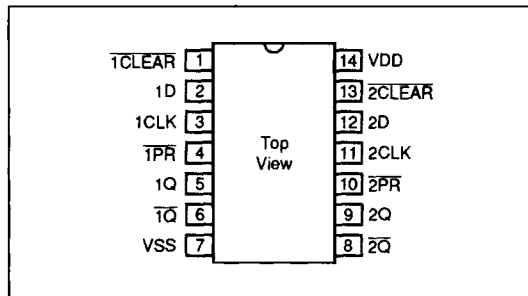 1CLEAR 1 14 VDD
1D 2 13 2CLEAR
1CLK 3 12 2D
Top
View
1PR 4 11 2CLK
1Q 5 10 2PR
1Q 6 9 2Q
VSS 7 8 2Q